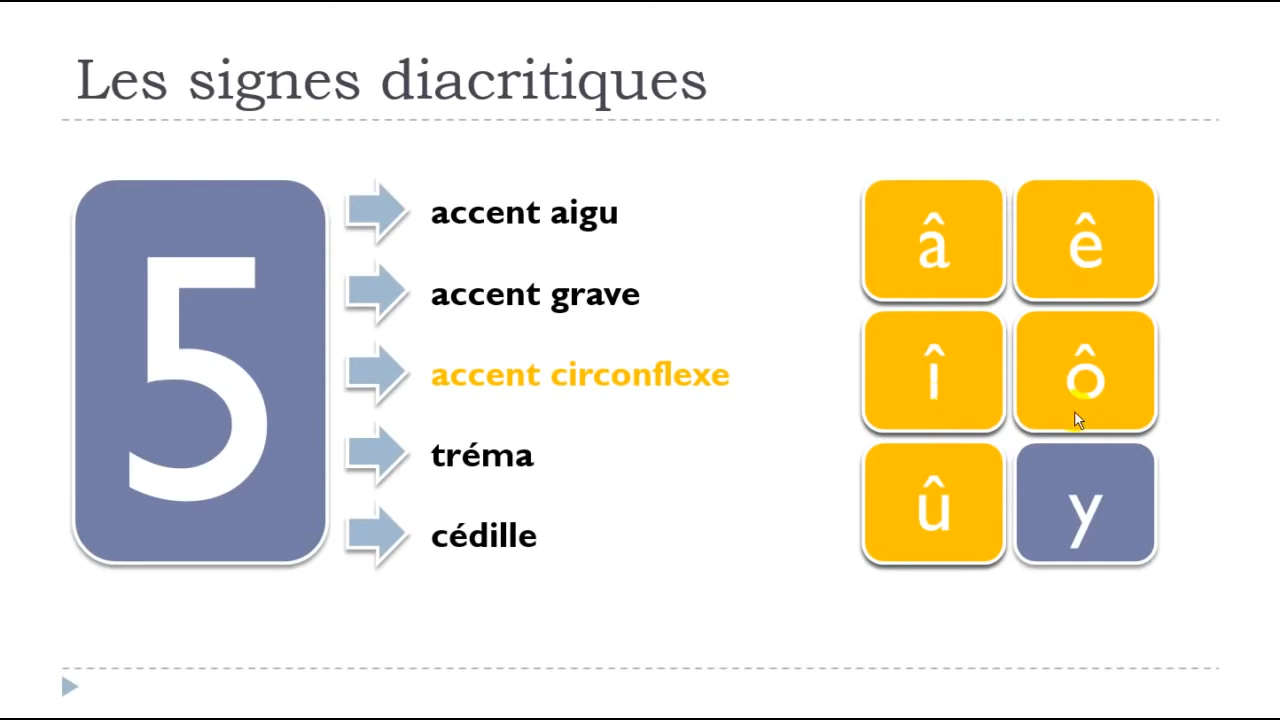 Les signes diacritiques
5
accent aigu
accent grave
accent circonflexe
tréma
cédille
â ê
î ô
û y